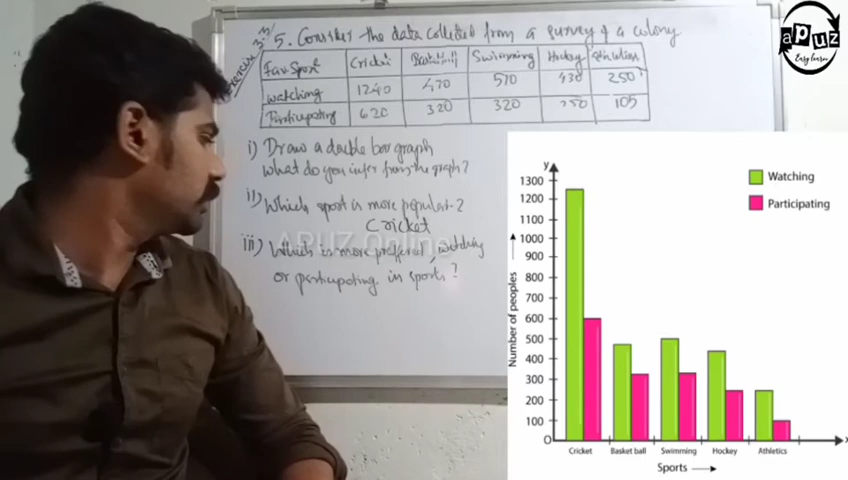 Exercise 3.3
5. Consider the data collected from a survey of a colony
Fav Sport Cricket Basket ball Swimming Hockey Athletics
Watching 1240 470 510 430 250
Participating 620 320 320 250 105
i) Draw a double bar graph
What do you infer from the graph?
ii) Which sport is more popular?
Cricket
iii) Which is more preferred, watching
or participating in sports?
APUZ Online
apuz
Easy learn
y
1300
1200
1100
1000
900
800
700
600
500
400
300
200
100
O
Number of peoples
Watching
Participating
Cricket Basket ball Swimming Hockey Athletics
x
Sports